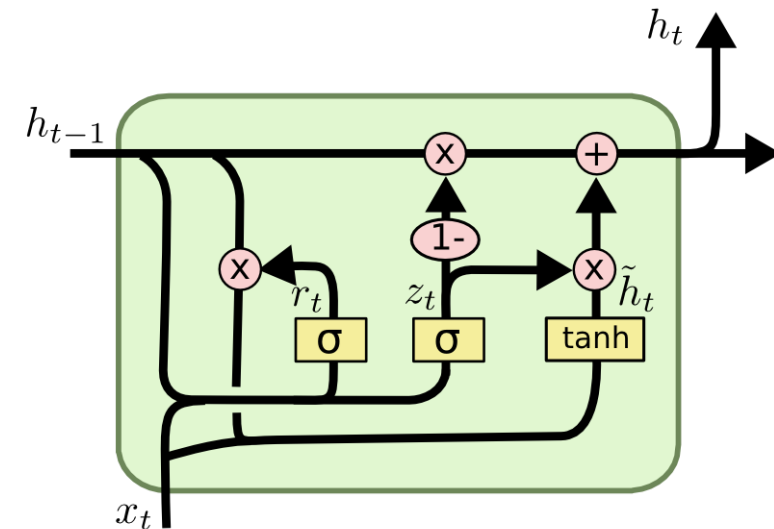 h_t
h_{t-1}
x
+
1-
x
r_t
z_t
x
h̃_t
σ
σ
tanh
x_t